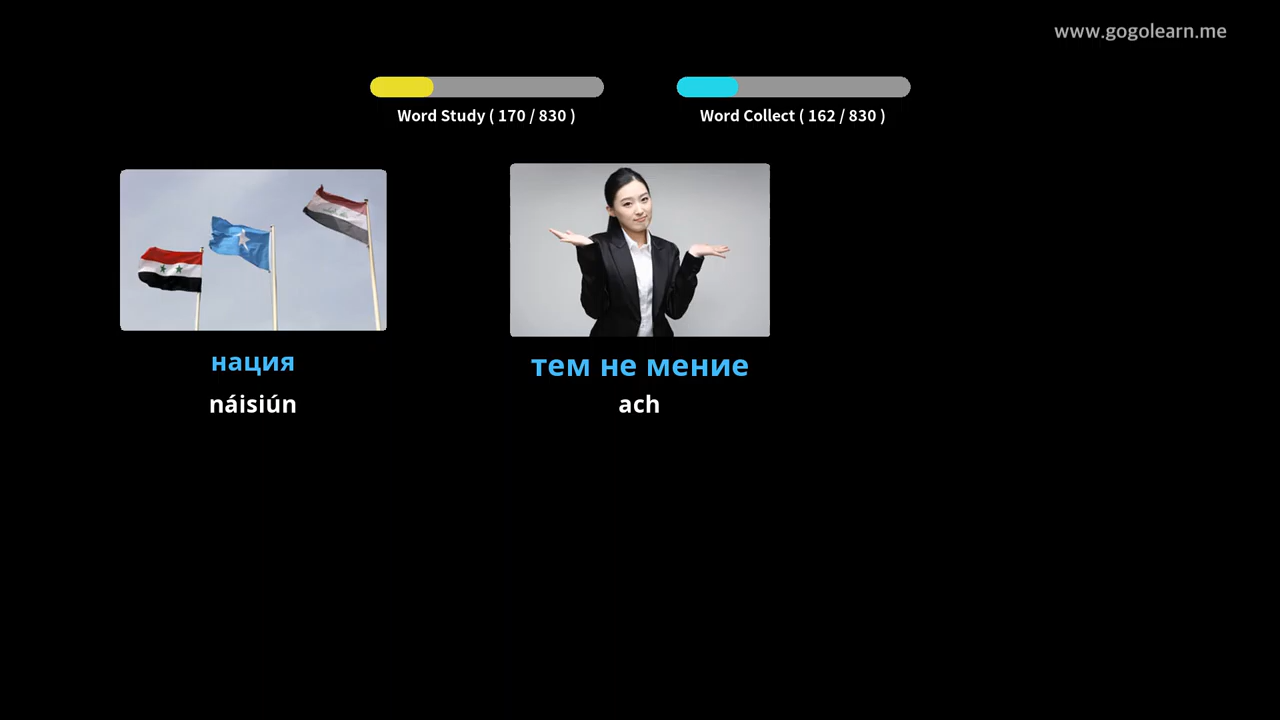 www.gogolearn.me
Word Study ( 170 / 830 )
Word Collect ( 162 / 830 )
нация
náisiún
тем не мение
ach